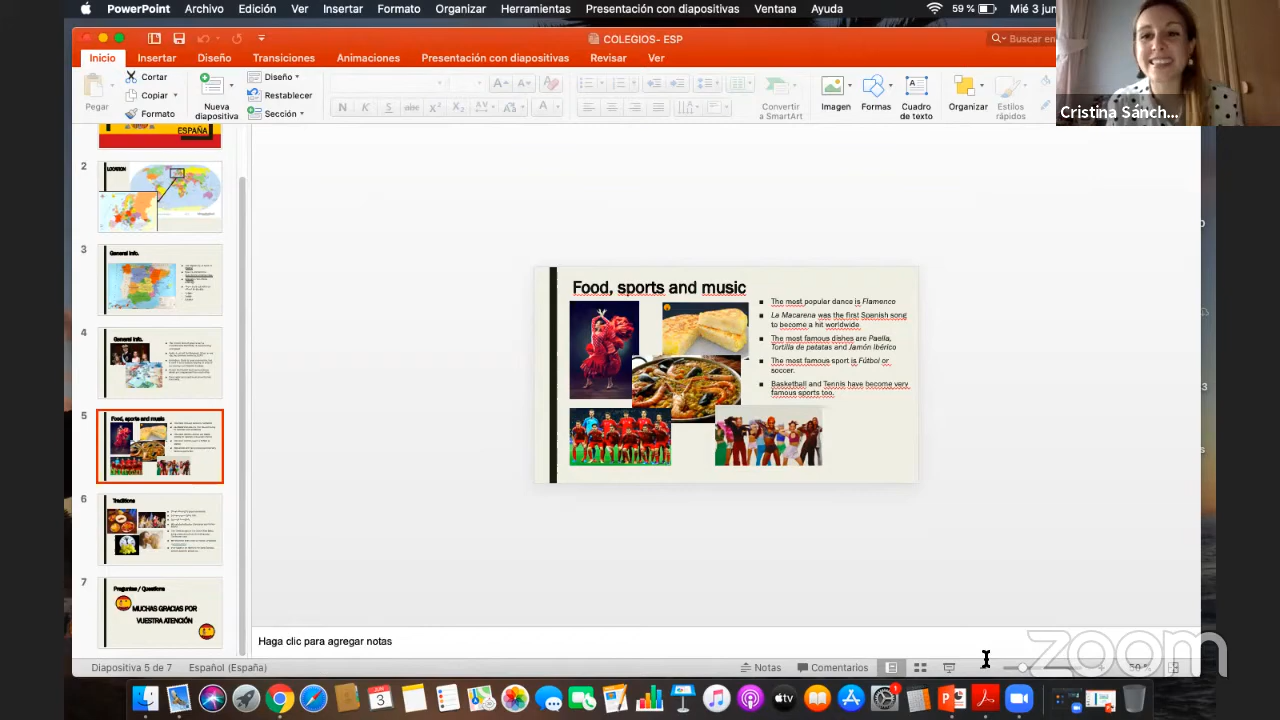 PowerPoint Archivo Edición Ver Insertar Formato Organizar Herramientas Presentación con diapositivas Ventana Ayuda 59 % Mié 3 jun
COLEGIOS- ESP
Buscar en
Inicio Insertar Diseño Transiciones Animaciones Presentación con diapositivas Revisar Ver
Pegar
Cortar
Copiar
Formato
Nueva
diapositiva
Diseño
Restablecer
Sección
Convertir
a SmartArt
Imagen
Formas
Cuadro
de texto
Organizar
Estilos
rápidos
Cristina Sánch...
ESPAÑA
2
LOCATION
3
General info.
4
General info.
5
Food, sports and music
6
Traditions
7
Preguntas / Questions
MUCHAS GRACIAS POR
VUESTRA ATENCIÓN
Food, sports and music
The most popular dance is Flamenco
La Macarena was the first Spanish song
to become a hit worldwide
The most famous dishes are Paella,
Tortilla de patatas and Jamón Ibérico
The most famous sport is Fútbol or
soccer.
Basketball and Tennis have become very
famous sports too.
Haga clic para agregar notas
Diapositiva 5 de 7 Español (España) Notas Comentarios 50 %
zoom
3
tv